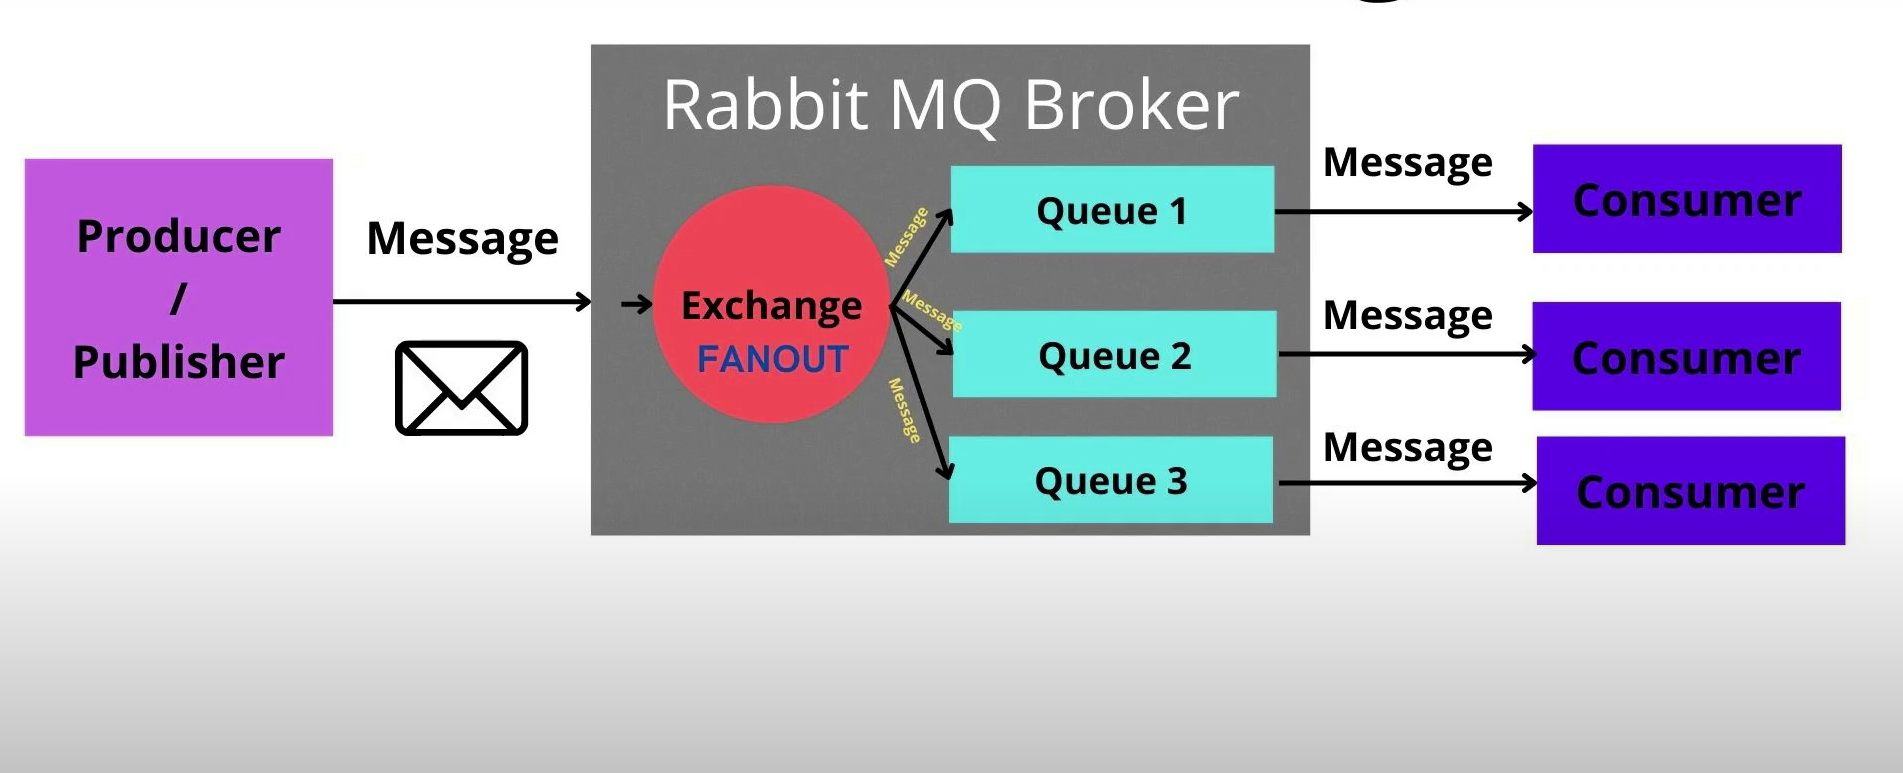 Rabbit MQ Broker
Producer
/
Publisher
Message
Exchange
FANOUT
Message
Message
Message
Queue 1
Queue 2
Queue 3
Message
Consumer
Message
Consumer
Message
Consumer